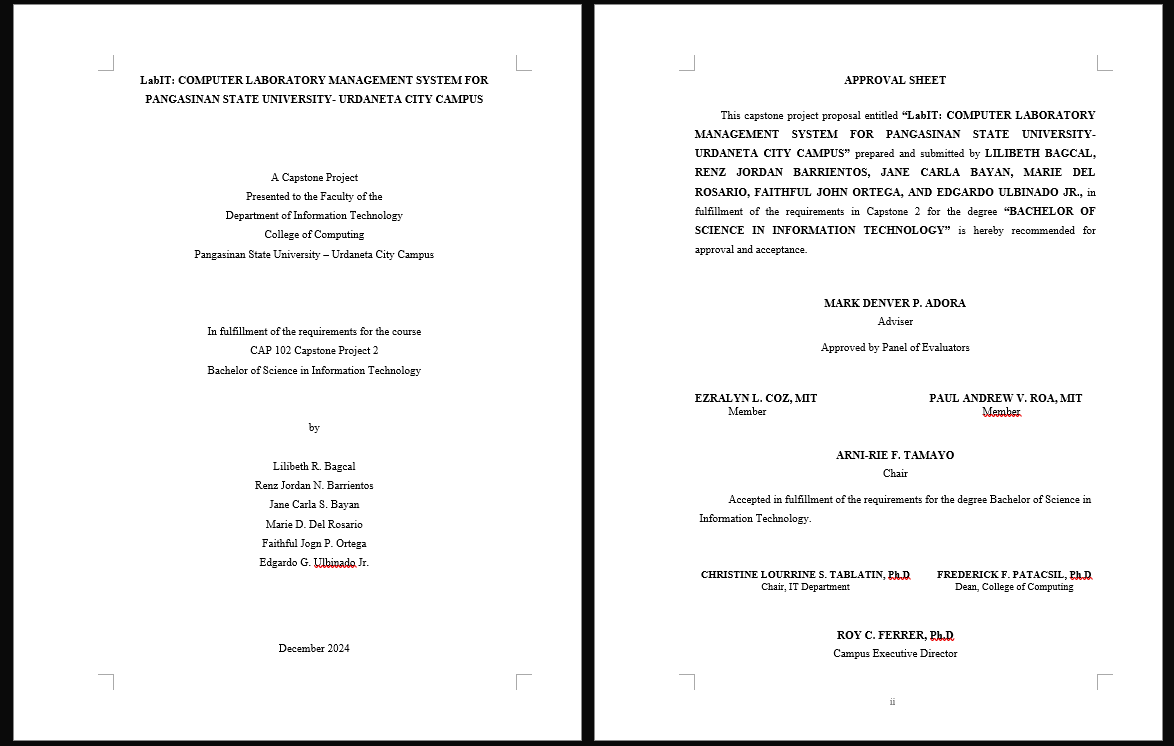 LabIT: COMPUTER LABORATORY MANAGEMENT SYSTEM FOR
PANGASINAN STATE UNIVERSITY- URDANETA CITY CAMPUS
A Capstone Project
Presented to the Faculty of the
Department of Information Technology
College of Computing
Pangasinan State University – Urdaneta City Campus
In fulfillment of the requirements for the course
CAP 102 Capstone Project 2
Bachelor of Science in Information Technology
by
Lilibeth R. Bagcal
Renz Jordan N. Barrientos
Jane Carla S. Bayan
Marie D. Del Rosario
Faithful Jogn P. Ortega
Edgardo G. Ulbinado Jr.
December 2024
APPROVAL SHEET
This capstone project proposal entitled “LabIT: COMPUTER LABORATORY
MANAGEMENT SYSTEM FOR PANGASINAN STATE UNIVERSITY-
URDANETA CITY CAMPUS” prepared and submitted by LILIBETH BAGCAL,
RENZ JORDAN BARRIENTOS, JANE CARLA BAYAN, MARIE DEL
ROSARIO, FAITHFUL JOHN ORTEGA, AND EDGARDO ULBINADO JR., in
fulfillment of the requirements in Capstone 2 for the degree “BACHELOR OF
SCIENCE IN INFORMATION TECHNOLOGY” is hereby recommended for
approval and acceptance.
MARK DENVER P. ADORA
Adviser
Approved by Panel of Evaluators
EZRALYN L. COZ, MIT PAUL ANDREW V. ROA, MIT
Member Member
ARNI-RIE F. TAMAYO
Chair
Accepted in fulfillment of the requirements for the degree Bachelor of Science in
Information Technology.
CHRISTINE LOURRINE S. TABLATIN, Ph.D FREDERICK F. PATACSIL, Ph.D
Chair, IT Department Dean, College of Computing
ROY C. FERRER, Ph.D
Campus Executive Director
ii